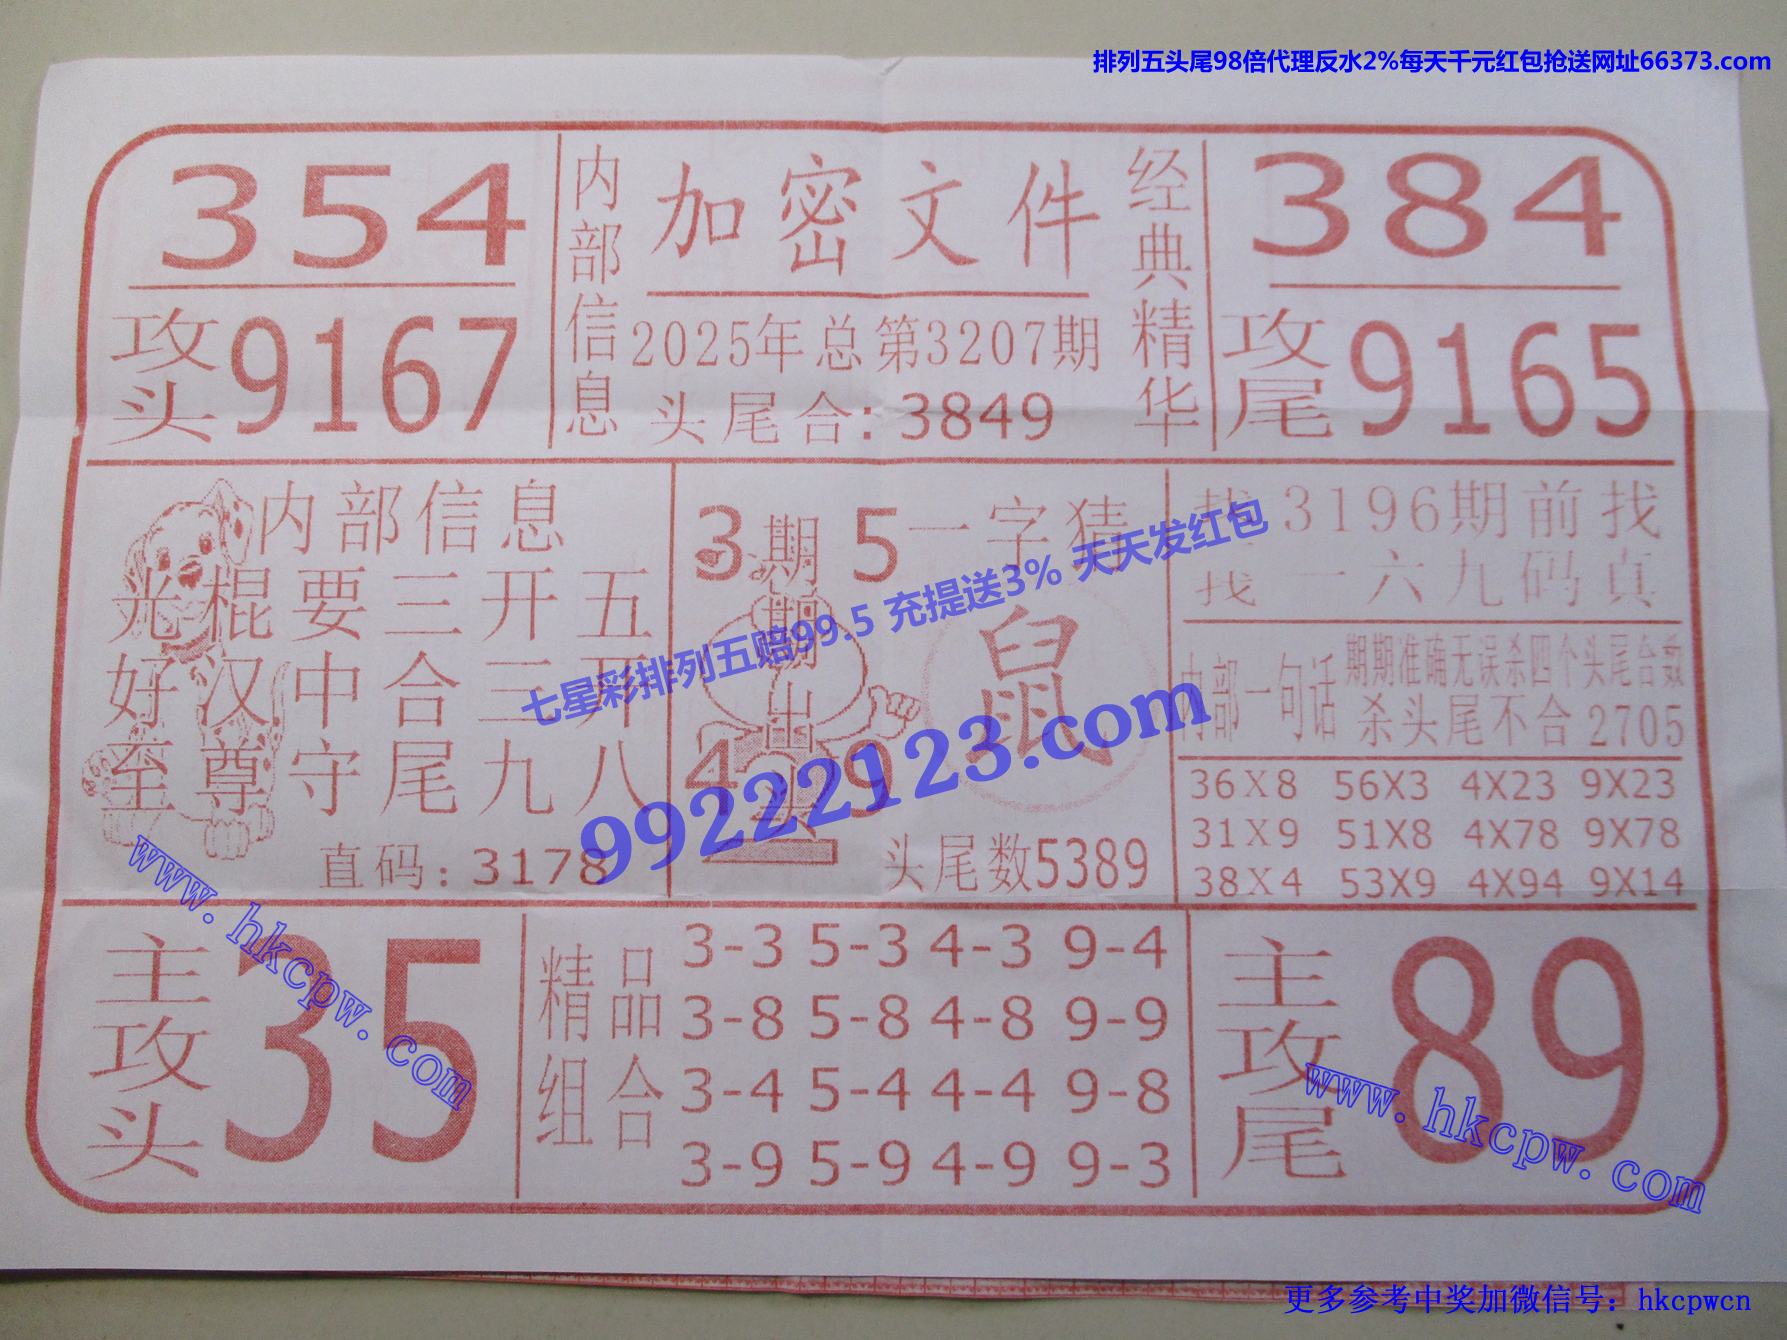 排列五头尾98倍代理反水2%每天千元红包抢送网址66373.com
354
攻头9167
内部信息
加密文件
2025年总第3207期
头尾合:3849
经典精华
384
攻尾9165
内部信息
光棍要三开五
好汉中合三开
至尊守尾九八
直码:3178
3 5
期期出头
4 9
一字猜
鼠
头尾数5389
找3196期前找
找一六九码真
内部一句话
期期准确无误杀四个头尾合数
杀头尾不合2705
36X8 56X3 4X23 9X23
31X9 51X8 4X78 9X78
38X4 53X9 4X94 9X14
七星彩排列五赔99.5 充提送3% 天天发红包
99222123.com
主攻头
35
精品组合
3-3 5-3 4-3 9-4
3-8 5-8 4-8 9-9
3-4 5-4 4-4 9-8
3-9 5-9 4-9 9-3
主攻尾
89
www.hkcpw.com
www.hkcpw.com
更多参考中奖加微信号：hkcpwcn